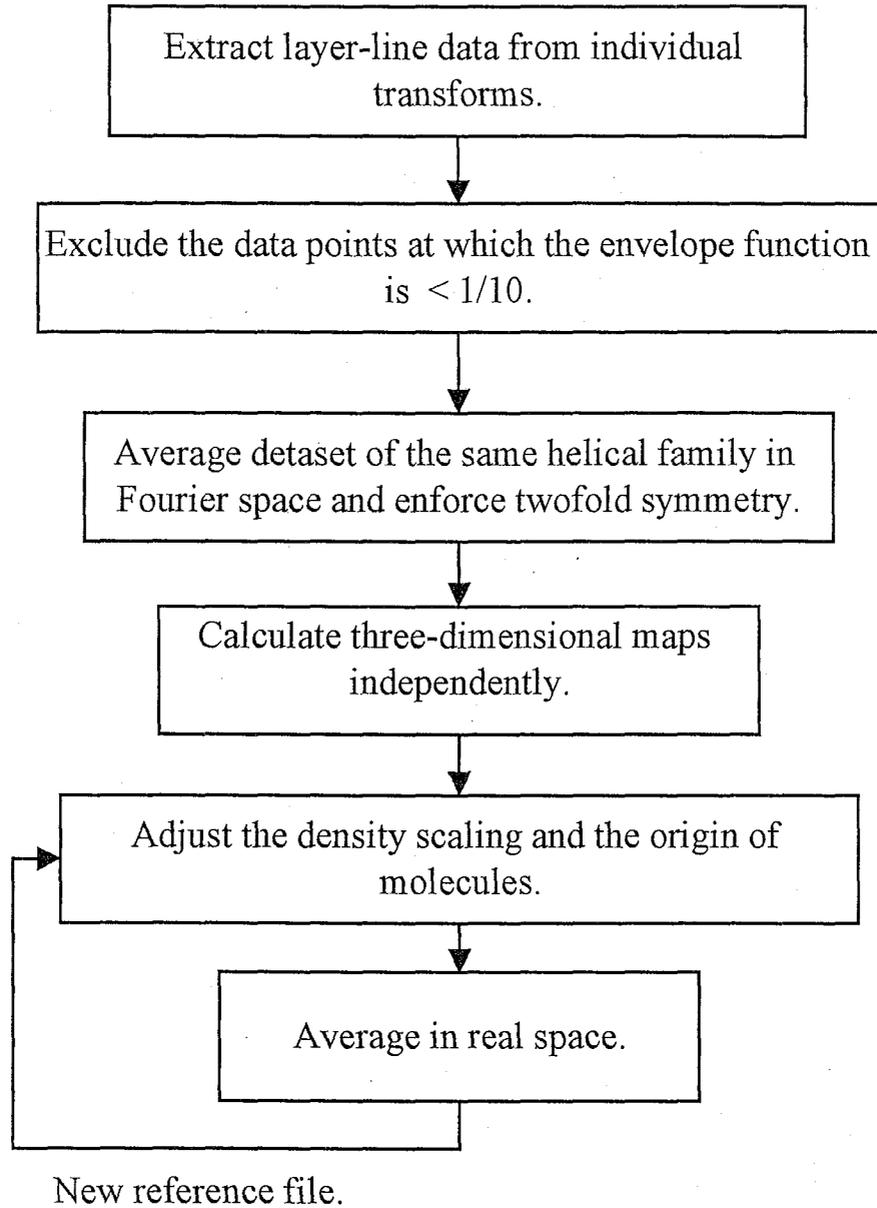 Extract layer-line data from individual
transforms.
Exclude the data points at which the envelope function
is < 1/10.
Average detaset of the same helical family in
Fourier space and enforce twofold symmetry.
Calculate three-dimensional maps
independently.
Adjust the density scaling and the origin of
molecules.
Average in real space.
New reference file.